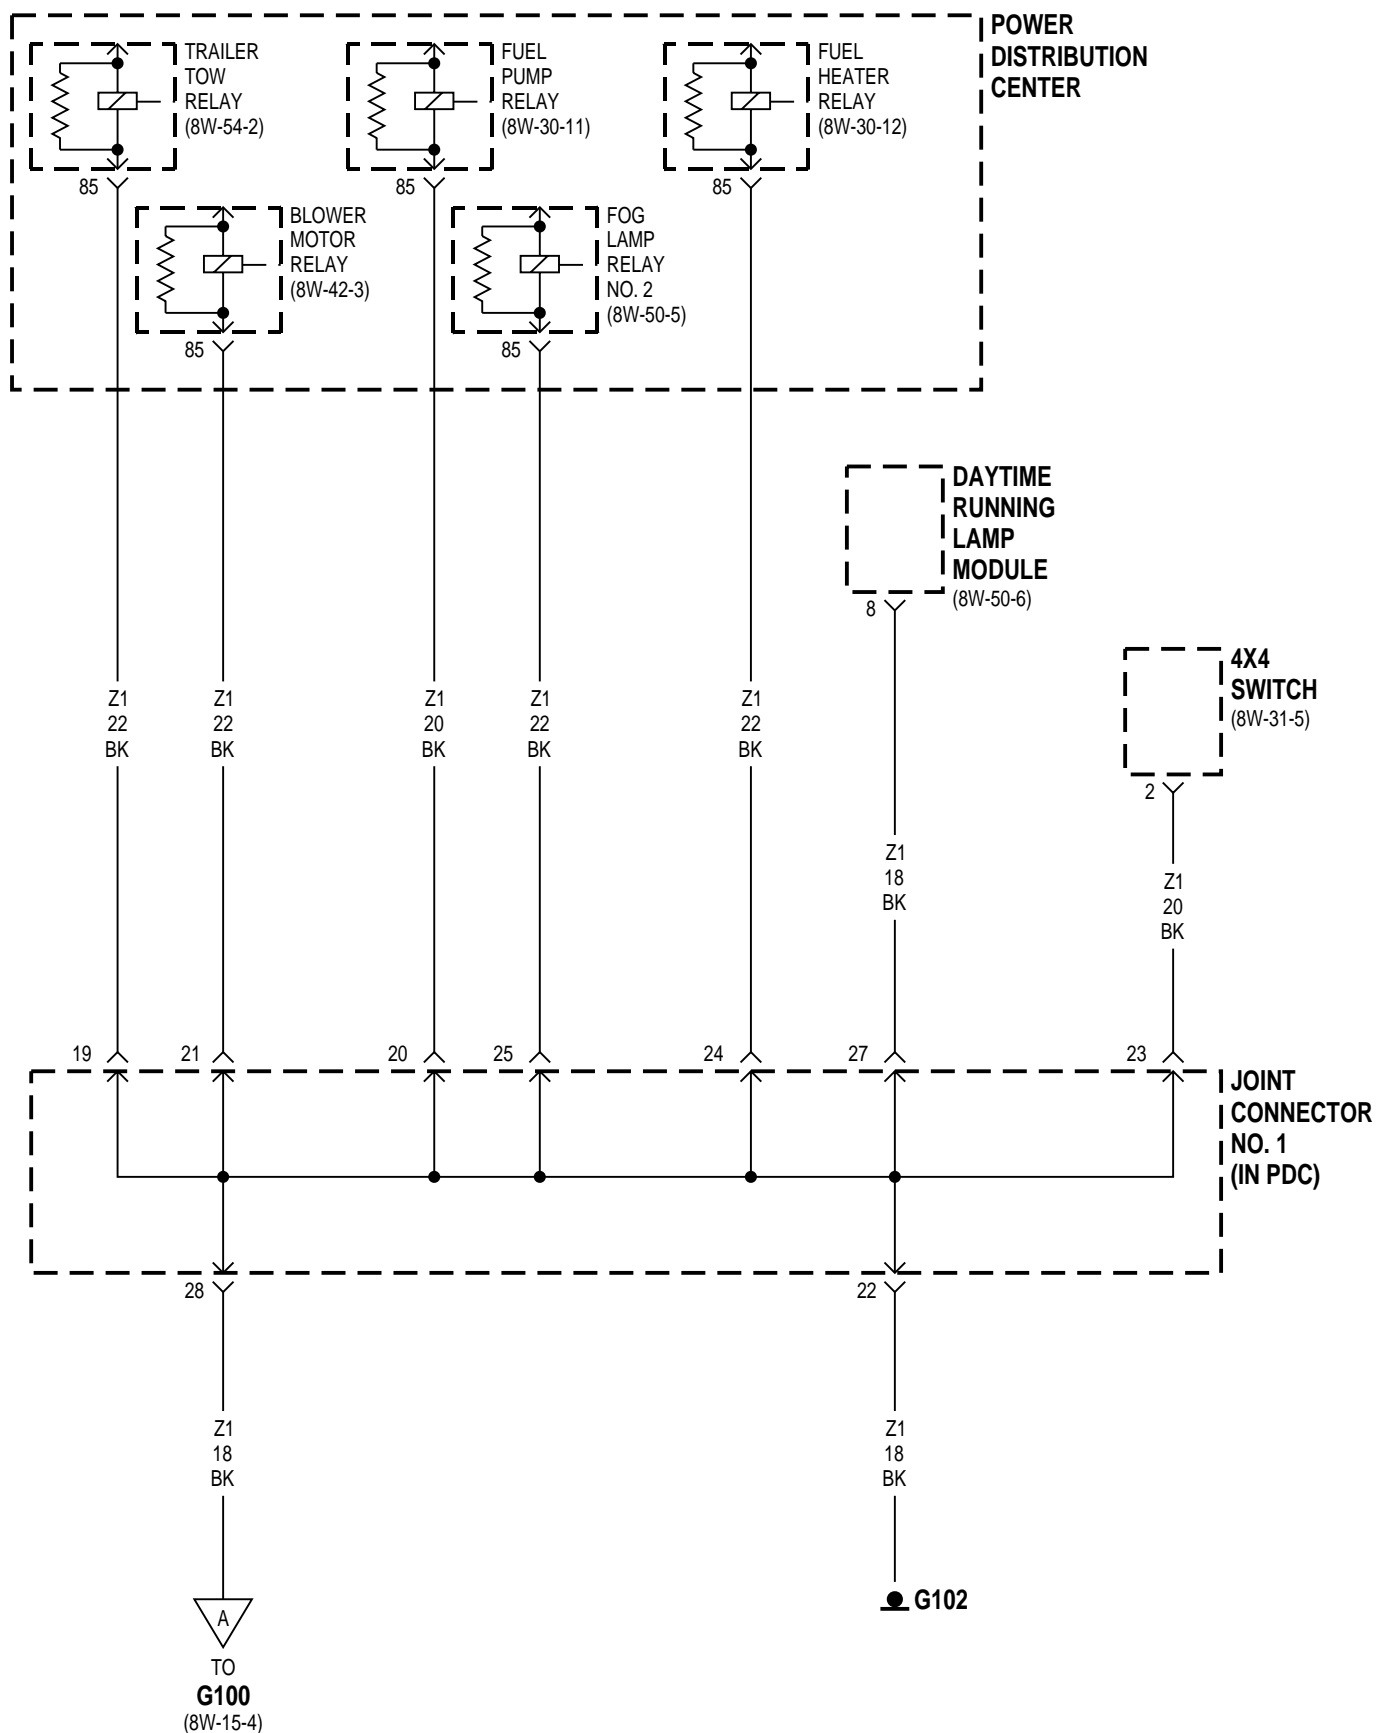 POWER
DISTRIBUTION
CENTER
TRAILER
TOW
RELAY
(8W-54-2)
85
FUEL
PUMP
RELAY
(8W-30-11)
85
FUEL
HEATER
RELAY
(8W-30-12)
85
BLOWER
MOTOR
RELAY
(8W-42-3)
85
FOG
LAMP
RELAY
NO. 2
(8W-50-5)
85
DAYTIME
RUNNING
LAMP
MODULE
(8W-50-6)
8
4X4
SWITCH
(8W-31-5)
2
Z1
22
BK
Z1
22
BK
Z1
20
BK
Z1
22
BK
Z1
22
BK
Z1
18
BK
Z1
20
BK
19
21
20
25
24
27
23
JOINT
CONNECTOR
NO. 1
(IN PDC)
28
22
Z1
18
BK
Z1
18
BK
A
TO
G100
(8W-15-4)
G102